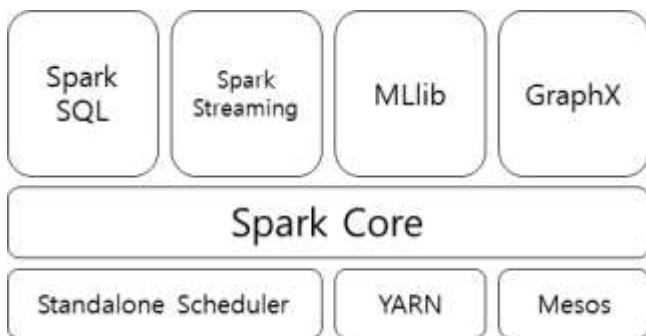 Spark
SQL
Spark
Streaming
MLlib
GraphX
Spark Core
Standalone Scheduler
YARN
Mesos